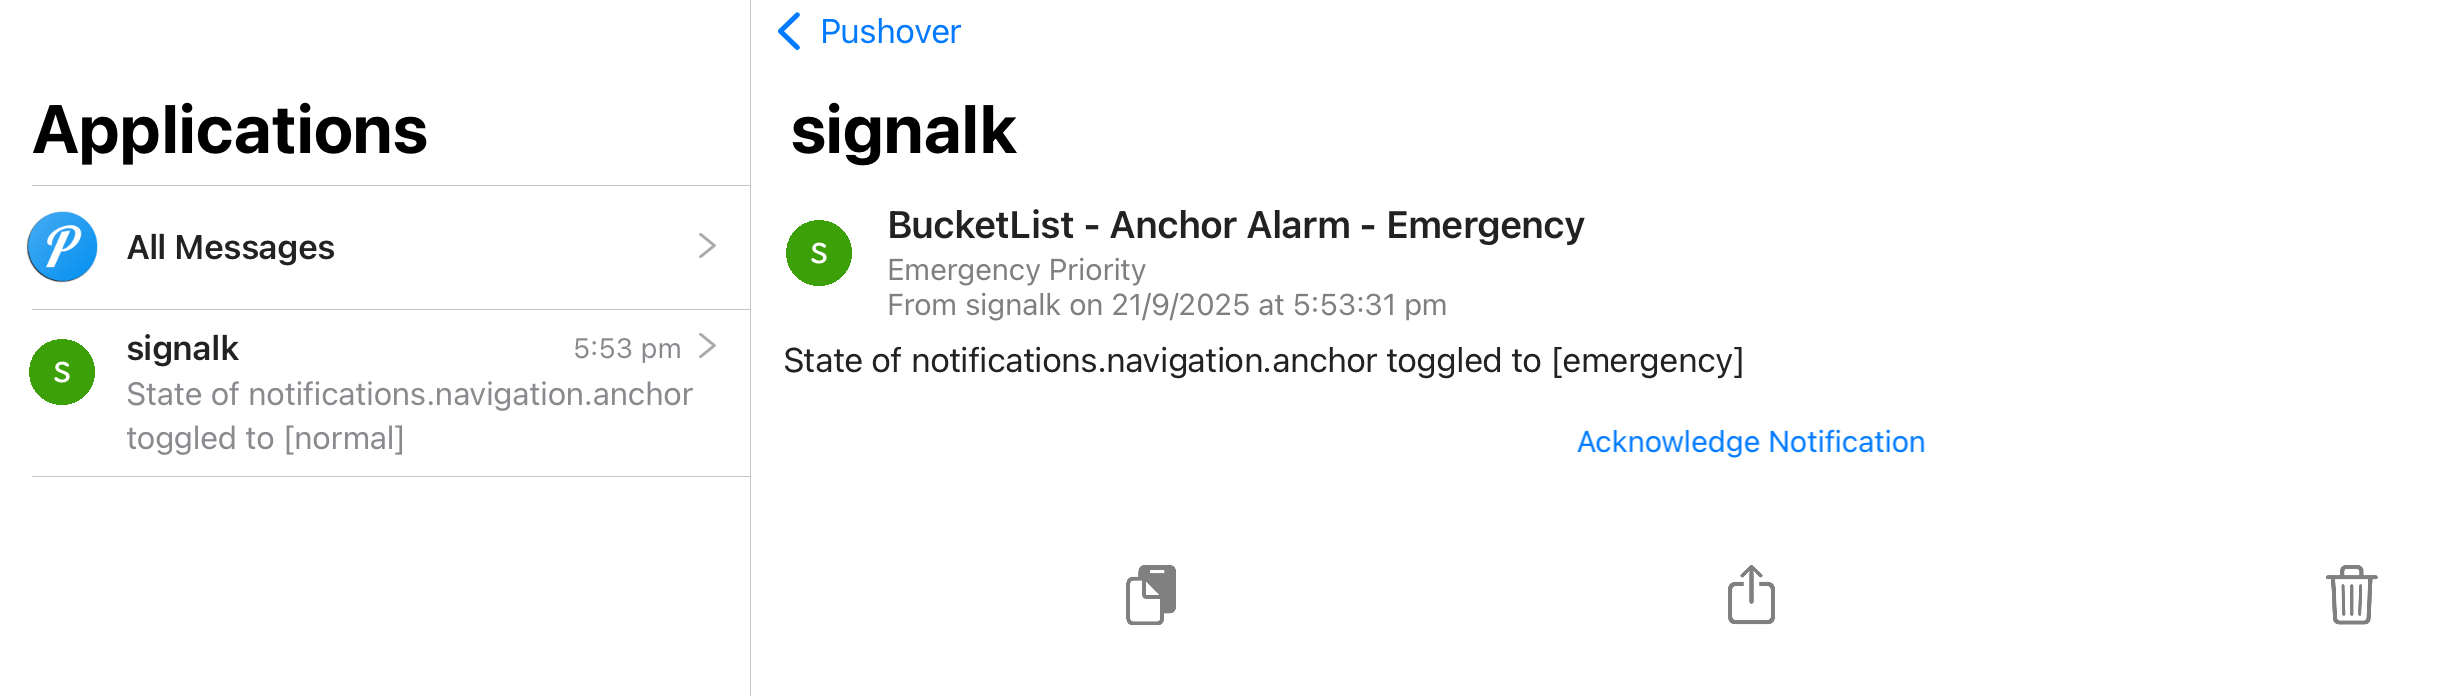 Applications
All Messages
signalk
5:53 pm
State of notifications.navigation.anchor
toggled to [normal]
Pushover
signalk
BucketList - Anchor Alarm - Emergency
Emergency Priority
From signalk on 21/9/2025 at 5:53:31 pm
State of notifications.navigation.anchor toggled to [emergency]
Acknowledge Notification
P
S
S